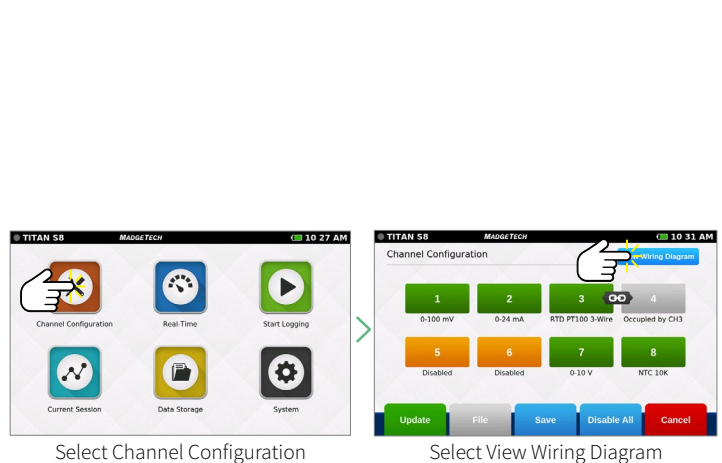 TITAN S8 MADGETECH 10 27 AM
Channel Configuration Real-Time Start Logging
Current Session Data Storage System
Select Channel Configuration
TITAN S8 MADGETECH 10 31 AM
Channel Configuration Wiring Diagram
1 2 3 4
0-100 mV 0-24 mA RTD PT100 3-Wire Occupied by CH3
5 6 7 8
Disabled Disabled 0-10 V NTC 10K
Update File Save Disable All Cancel
Select View Wiring Diagram